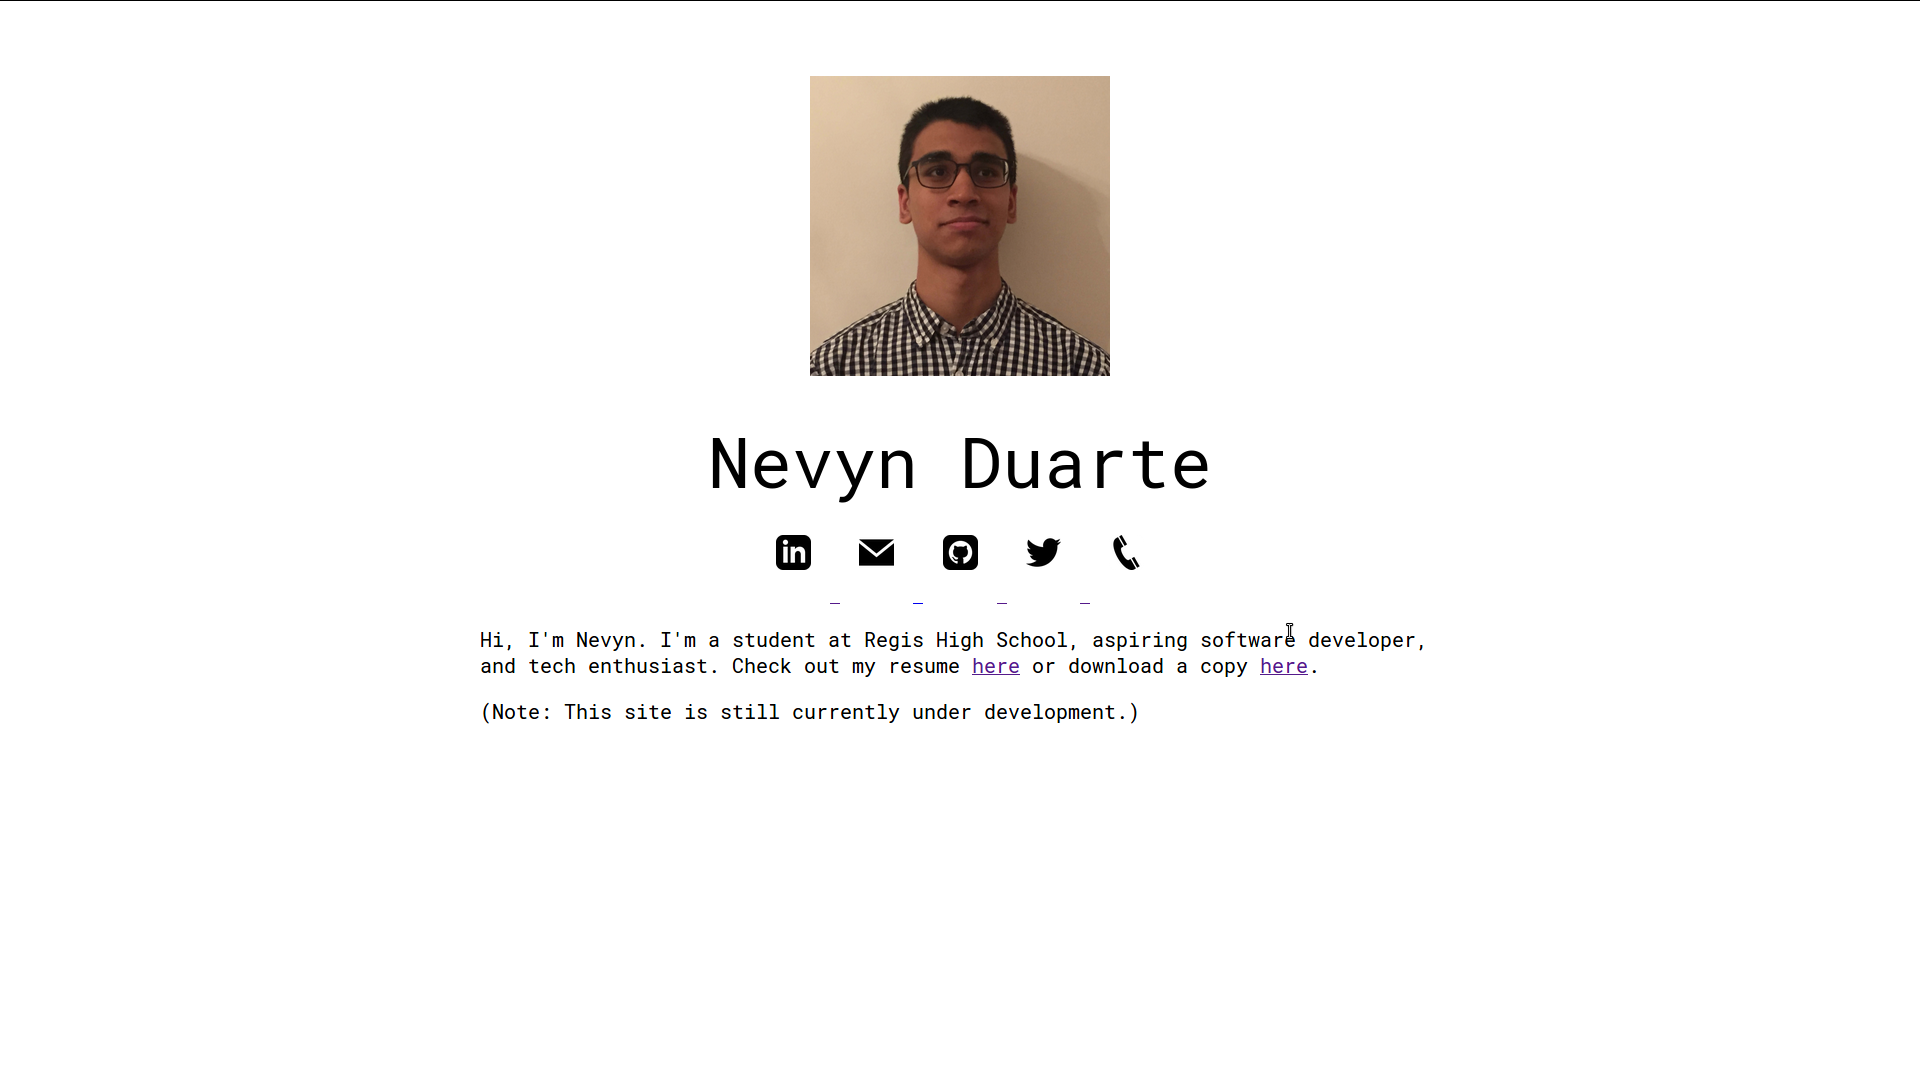 Nevyn Duarte
in
Hi, I'm Nevyn. I'm a student at Regis High School, aspiring software developer,
and tech enthusiast. Check out my resume here or download a copy here.
(Note: This site is still currently under development.)